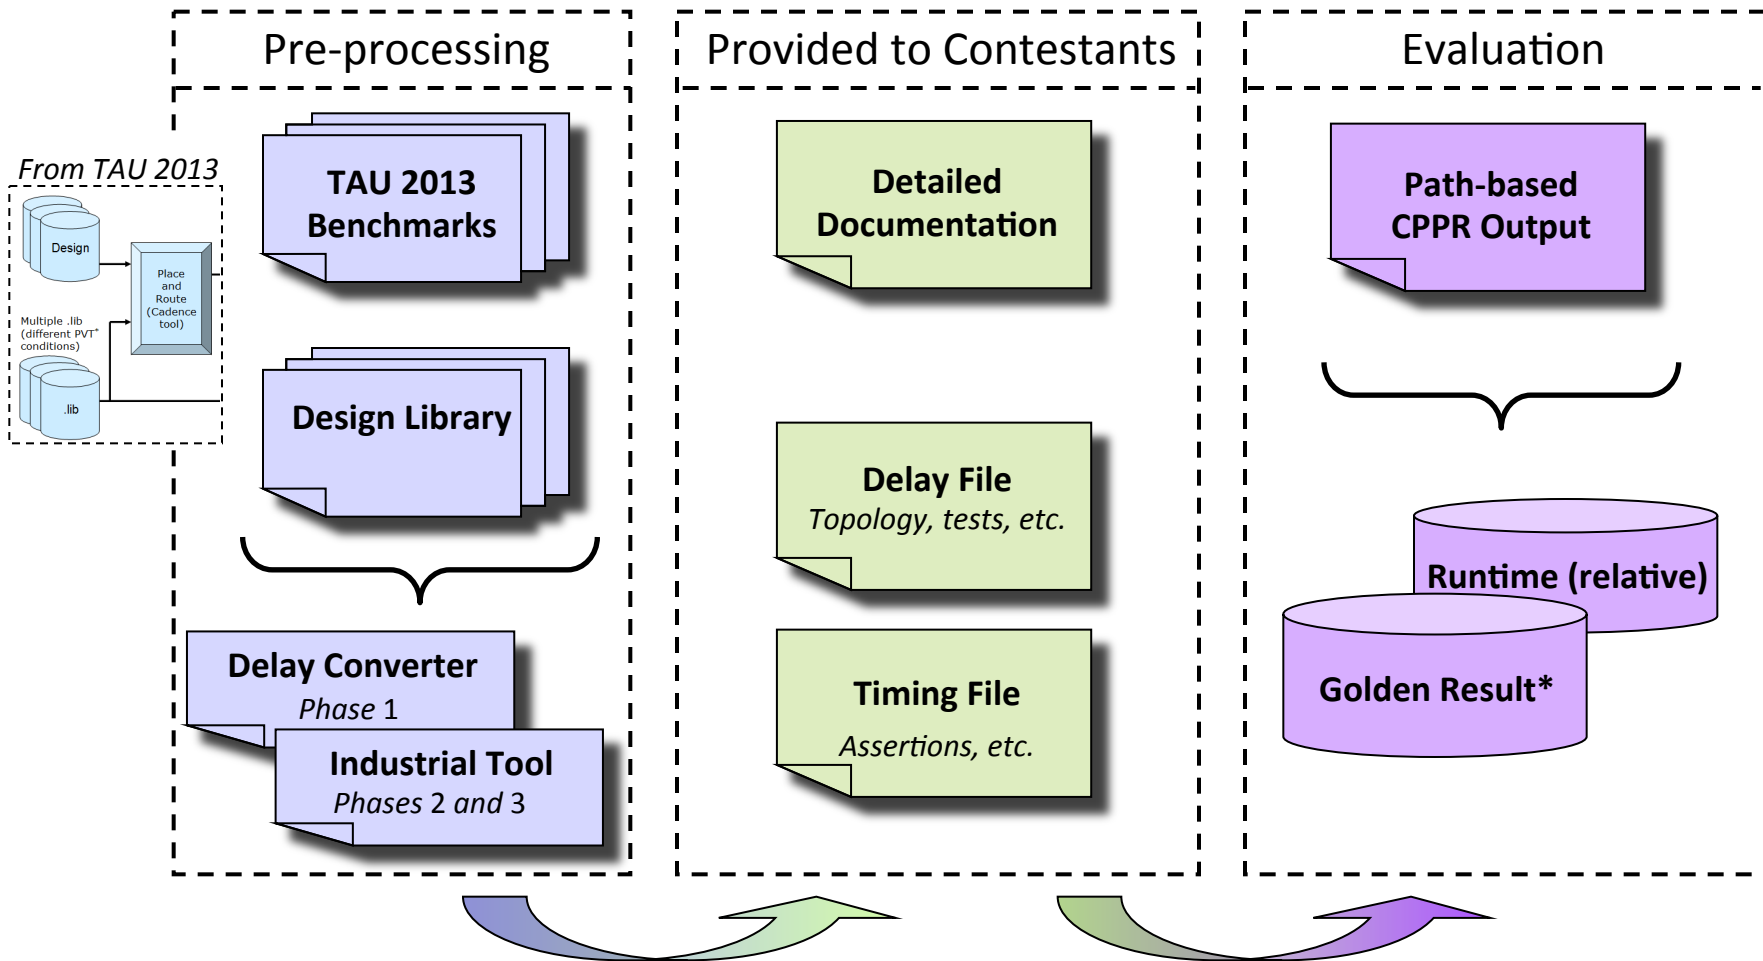 Pre-processing
Provided to Contestants
Evaluation
From TAU 2013
Design
Place
and
Route
(Cadence
tool)
Multiple .lib
(different PVT*
conditions)
.lib
TAU 2013
Benchmarks
Design Library
Delay Converter
Phase 1
Industrial Tool
Phases 2 and 3
Detailed
Documentation
Delay File
Topology, tests, etc.
Timing File
Assertions, etc.
Path-based
CPPR Output
Runtime (relative)
Golden Result*